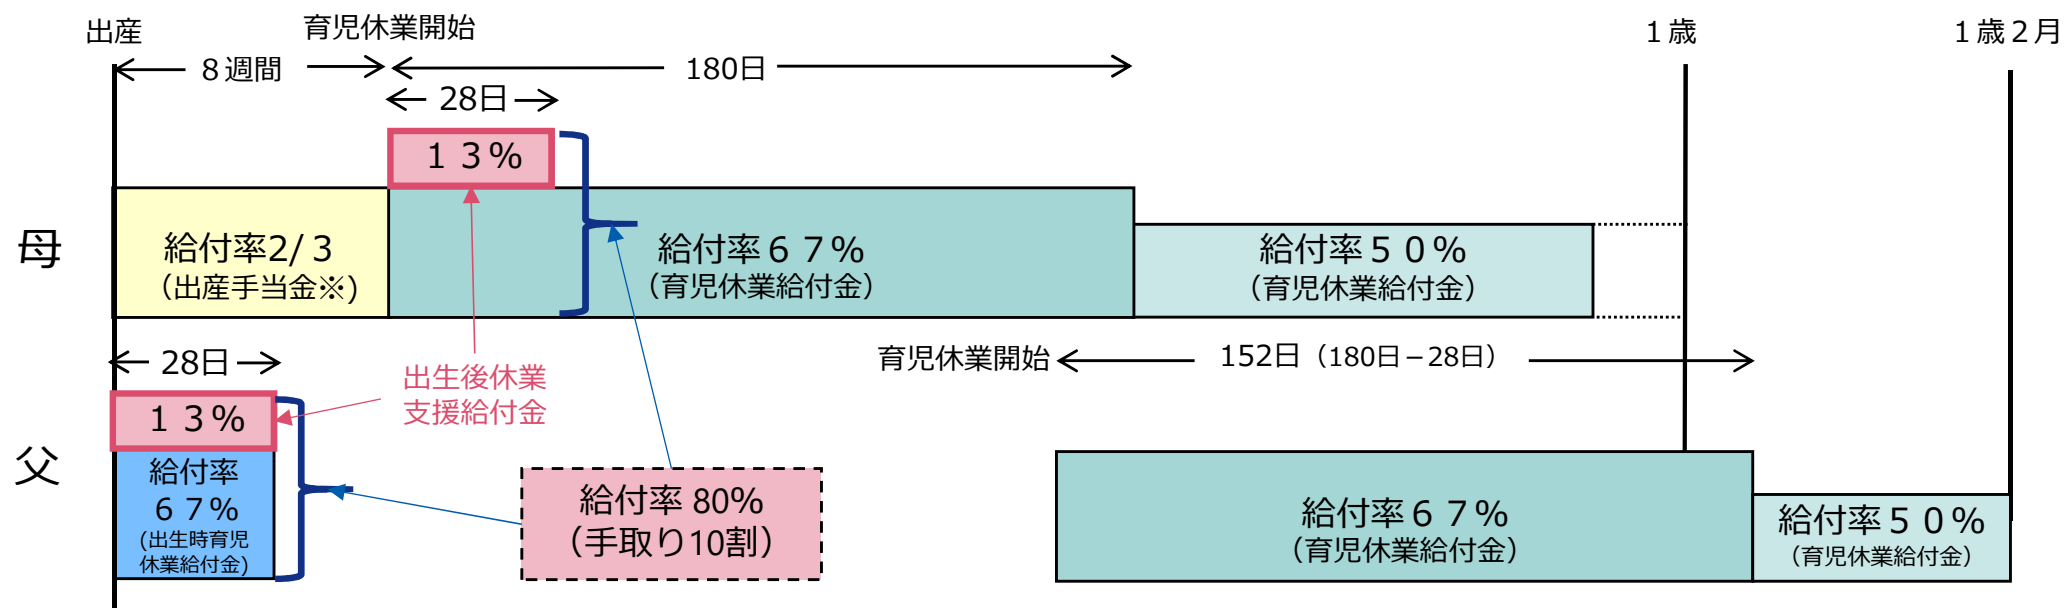 出産
育児休業開始
１歳
１歳２月
８週間
180日
28日
１３%
母
給付率2/３
（出産手当金※)
給付率６７%
（育児休業給付金）
給付率５０%
（育児休業給付金）
28日
出生後休業
支援給付金
育児休業開始
152日（180日－28日）
１３%
父
給付率
６７%
(出生時育児
休業給付金)
給付率 80%
（手取り10割）
給付率６７%
（育児休業給付金）
給付率５０%
（育児休業給付金）